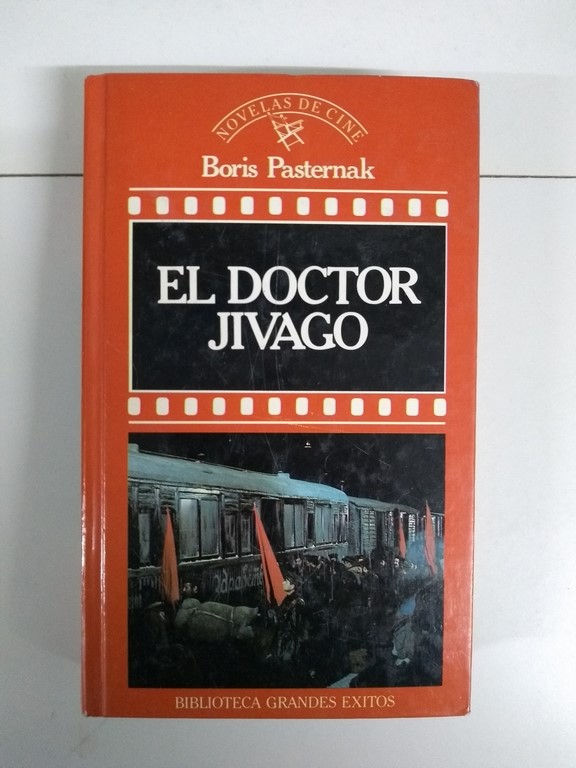 NOVELAS DE CINE
Boris Pasternak
EL DOCTOR
JIVAGO
BIBLIOTECA GRANDES EXITOS